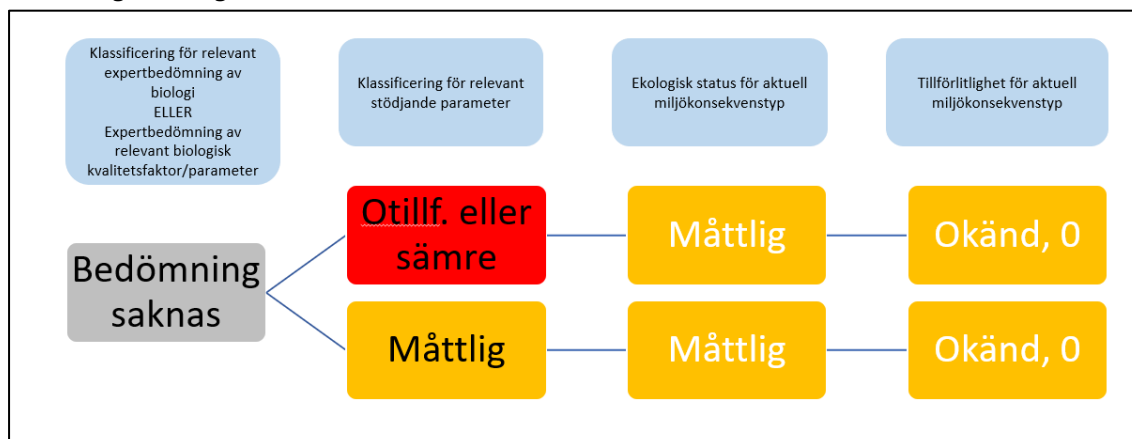 Klassificering för relevant
expertbedömning av
biologi
ELLER
Expertbedömning av
relevant biologisk
kvalitetsfaktor/parameter
Klassificering för relevant
stödjande parameter
Ekologisk status för aktuell
miljökonsekvenstyp
Tillförlitlighet för aktuell
miljökonsekvenstyp
Bedömning
saknas
Otillf. eller
sämre
Måttlig
Okänd, 0
Måttlig
Måttlig
Okänd, 0